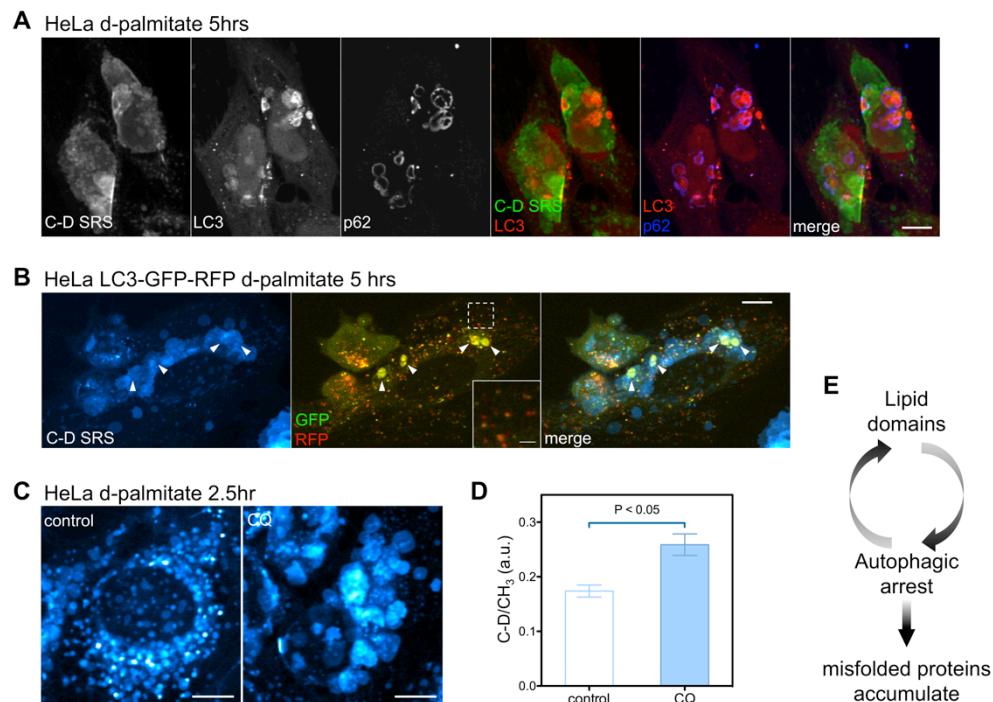 A HeLa d-palmitate 5hrs
C-D SRS
LC3
p62
C-D SRS
LC3
LC3
p62
merge
B HeLa LC3-GFP-RFP d-palmitate 5 hrs
C-D SRS
GFP
RFP
merge
C HeLa d-palmitate 2.5hr
control
CQ
D
P < 0.05
C-D/CH₃ (a.u.)
0.3
0.2
0.1
0.0
control
CQ
E
Lipid
domains
Autophagic
arrest
misfolded proteins
accumulate